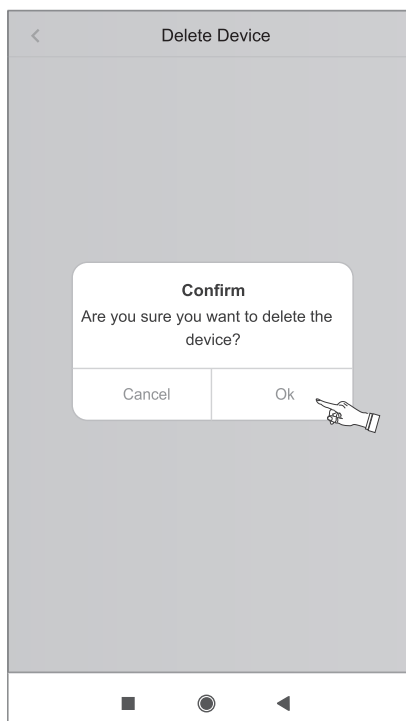 Delete Device
Confirm
Are you sure you want to delete the
device?
Cancel Ok